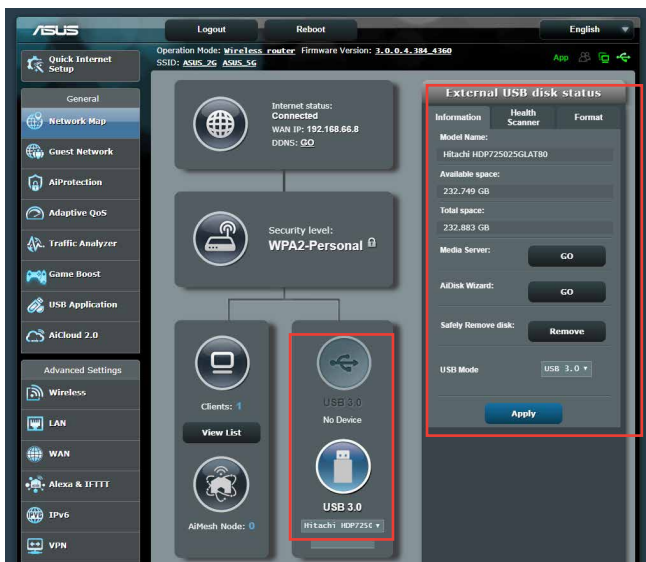 ASUS
Logout
Reboot
English
Quick Internet
Setup
Operation Mode: Wireless router Firmware Version: 3.0.0.4.384_4360
SSID: ASUS_2G ASUS_5G
App
General
Network Map
Guest Network
AiProtection
Adaptive QoS
Traffic Analyzer
Game Boost
USB Application
AiCloud 2.0
Advanced Settings
Wireless
LAN
WAN
Alexa & IFTTT
IPv6
VPN
Internet status:
Connected
WAN IP: 192.168.66.8
DDNS: GO
Security level:
WPA2-Personal
Clients: 1
View List
AiMesh Node: 0
USB 3.0
No Device
USB 3.0
Hitachi HDP725C
External USB disk status
Information
Health
Scanner
Format
Model Name:
Hitachi HDP725025GLAT80
Available space:
232.749 GB
Total space:
232.883 GB
Media Server:
GO
AiDisk Wizard:
GO
Safely Remove disk:
Remove
USB Mode
USB 3.0
Apply